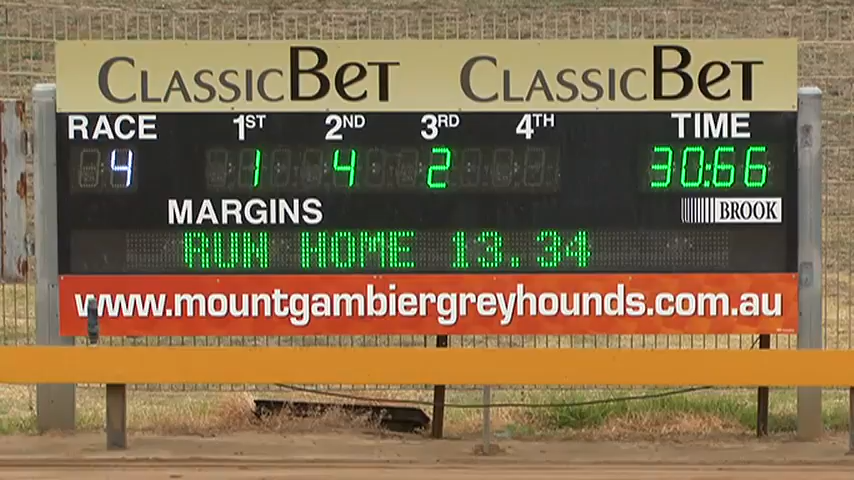 CLASSICBET CLASSICBET
RACE 1ST 2ND 3RD 4TH TIME
4 1 4 2 30:66
MARGINS BROOK
RUN HOME 13.34
www.mountgambiergreyhounds.com.au